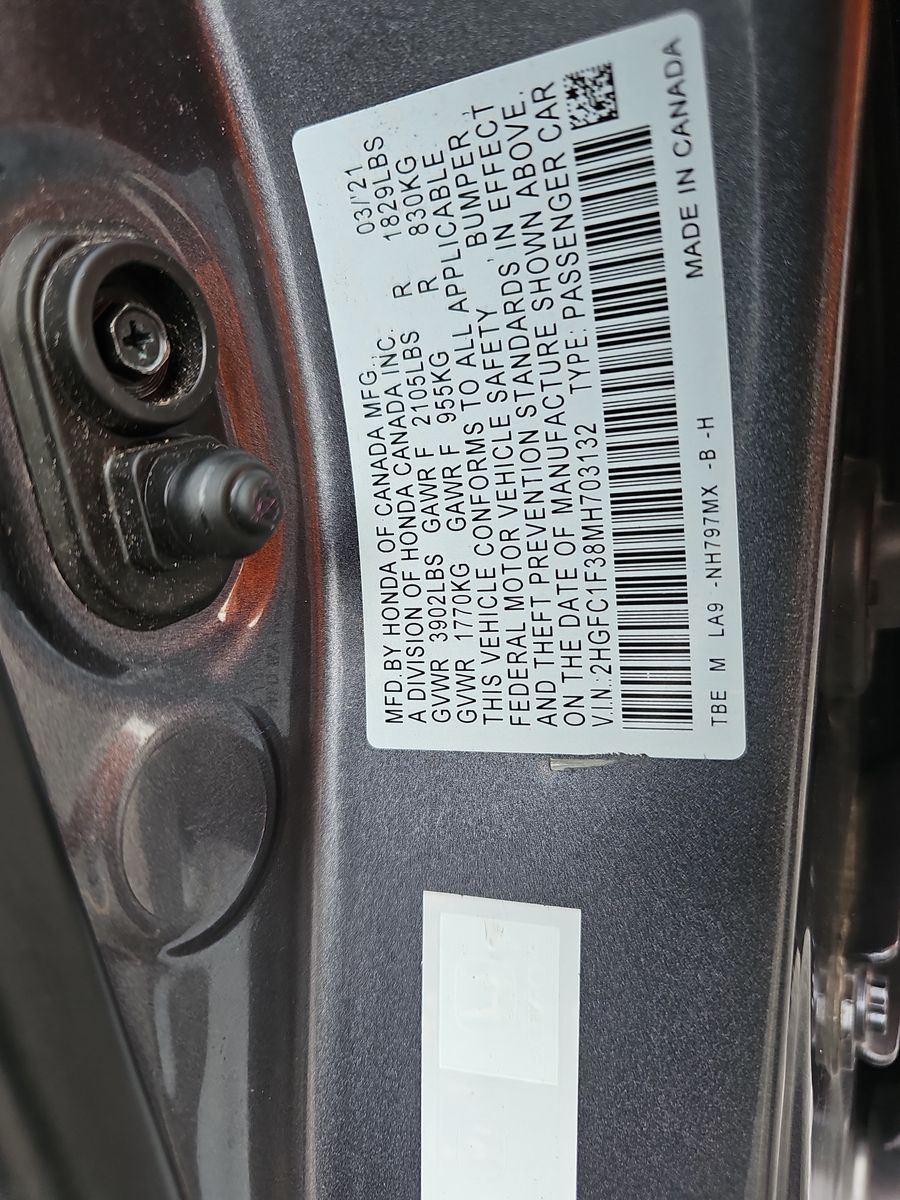 MFD.BY HONDA OF CANADA MFG., 03/'21
A DIVISION OF HONDA CANADA INC.
GVWR 3902LBS GAWR F 2105LBS R 1829LBS
GVWR 1770KG GAWR F 955KG R 830KG
THIS VEHICLE CONFORMS TO ALL APPLICABLE
FEDERAL MOTOR VEHICLE SAFETY, BUMPER,
AND THEFT PREVENTION STANDARDS IN EFFECT
ON THE DATE OF MANUFACTURE SHOWN ABOVE.
V.I.N.:2HGFC1F38MH703132 TYPE: PASSENGER CAR
TBE M LA9 -NH797MX -B -H MADE IN CANADA